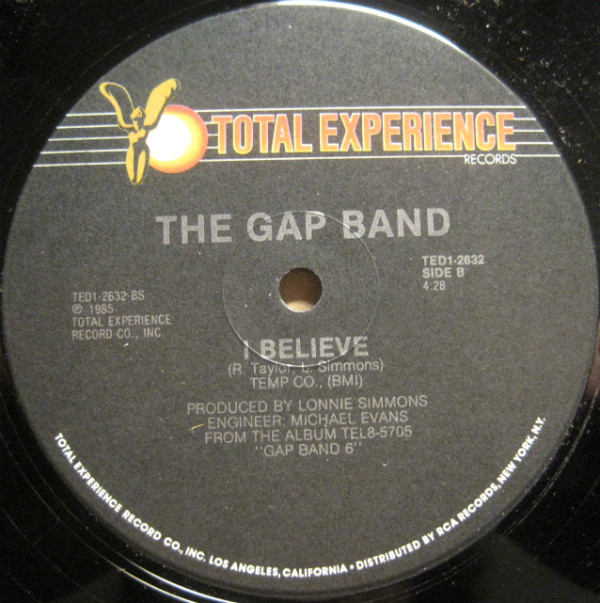 TOTAL EXPERIENCE
RECORDS
THE GAP BAND
TED1-2632
SIDE B
4:28
TED1-2632-BS
℗ 1985
TOTAL EXPERIENCE
RECORD CO., INC.
I BELIEVE
(R. Taylor, L. Simmons)
TEMP CO., (BMI)
PRODUCED BY LONNIE SIMMONS
ENGINEER: MICHAEL EVANS
FROM THE ALBUM TEL8-5705
"GAP BAND 6"
TOTAL EXPERIENCE RECORD CO., INC. LOS ANGELES, CALIFORNIA • DISTRIBUTED BY RCA RECORDS, NEW YORK, N.Y.